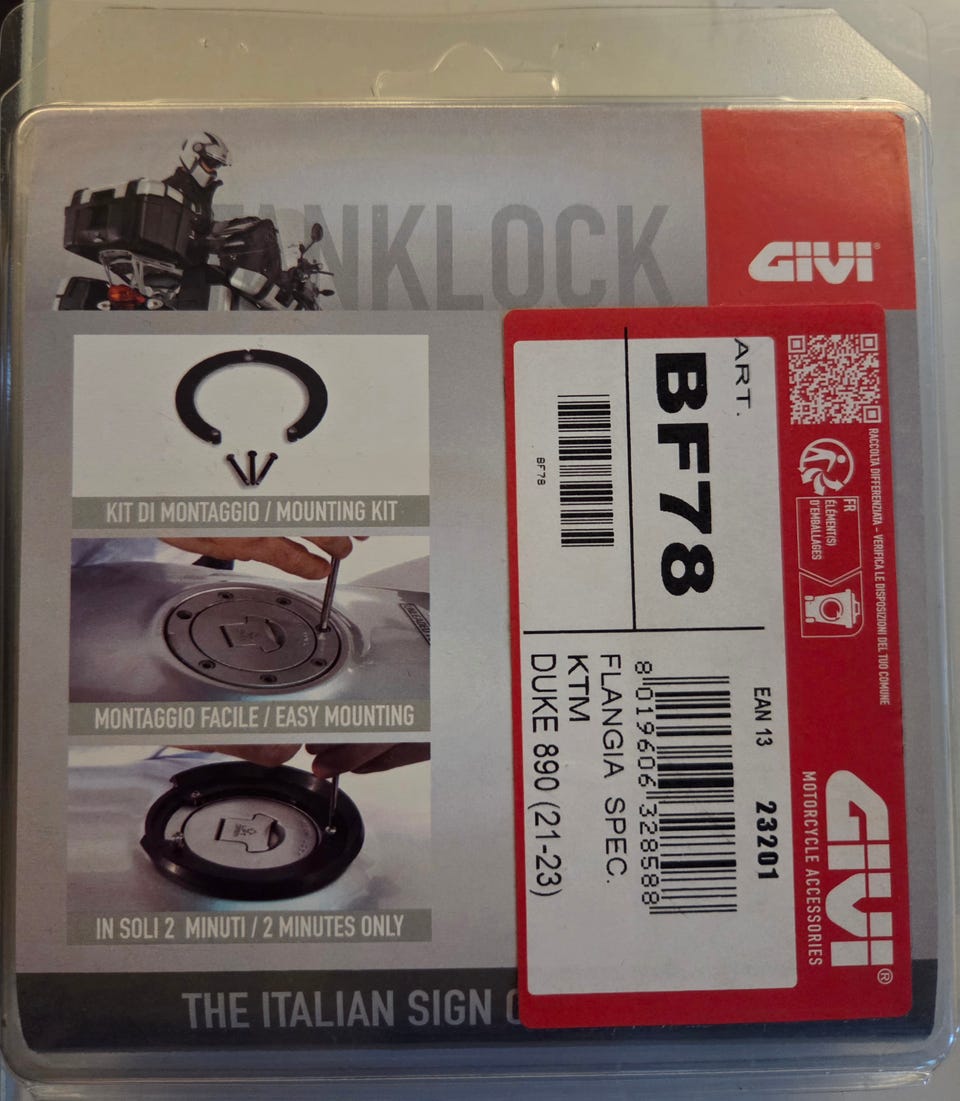 TANKLOCK
GIVI®
KIT DI MONTAGGIO / MOUNTING KIT
MONTAGGIO FACILE / EASY MOUNTING
IN SOLI 2 MINUTI / 2 MINUTES ONLY
THE ITALIAN SIGN
ART.
BF78
BF78
EAN 13
23201
8 019606 328588
FLANGIA SPEC.
KTM
DUKE 890 (21-23)
RACCOLTA DIFFERENZIATA - VERIFICA LE DISPOSIZIONI DEL TUO COMUNE
FR
ÉLÉMENT(S)
D'EMBALLAGES
GIVI®
MOTORCYCLE ACCESSORIES